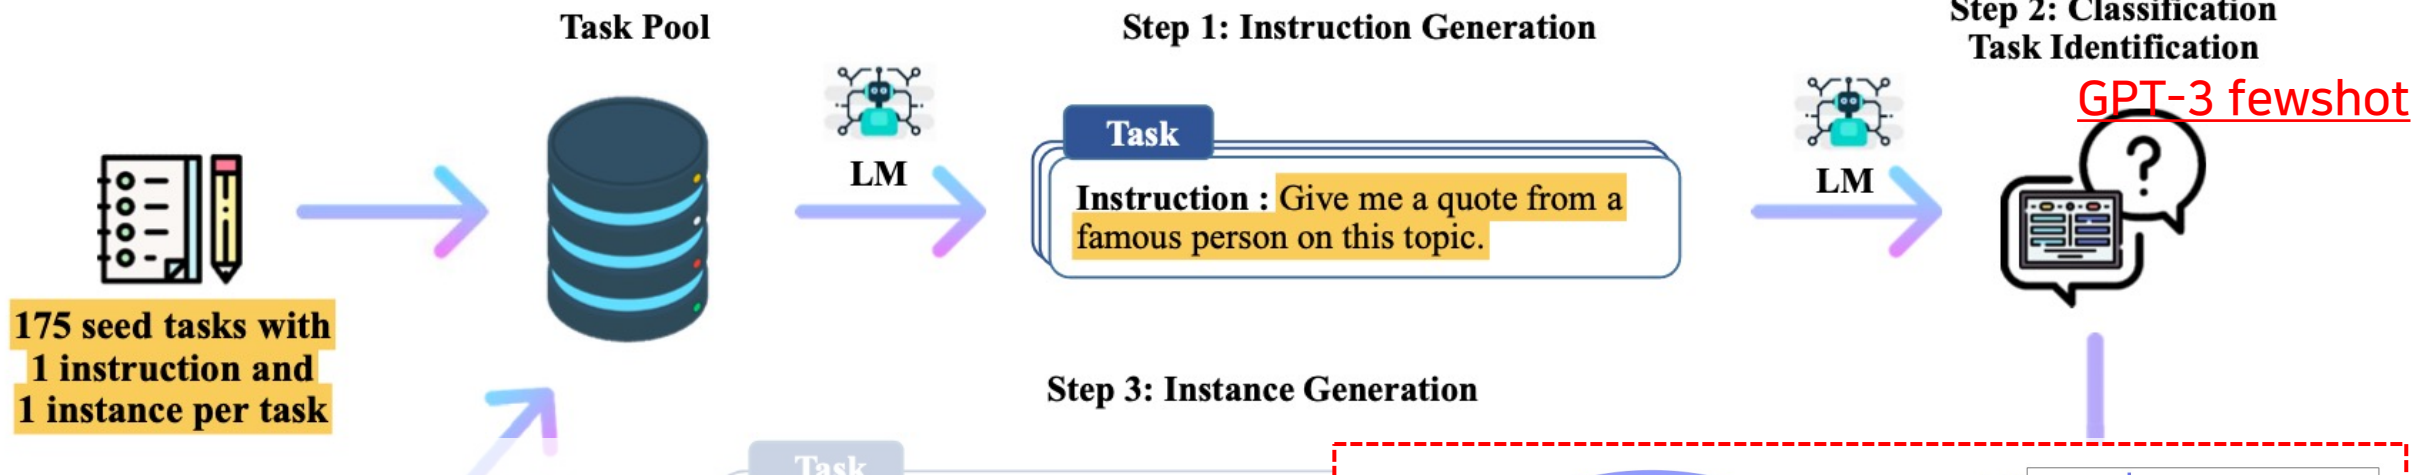 Task Pool
Step 1: Instruction Generation
Step 2: Classification
Task Identification
GPT-3 fewshot
LM
Task
Instruction : Give me a quote from a
famous person on this topic.
LM
175 seed tasks with
1 instruction and
1 instance per task
Step 3: Instance Generation
Task